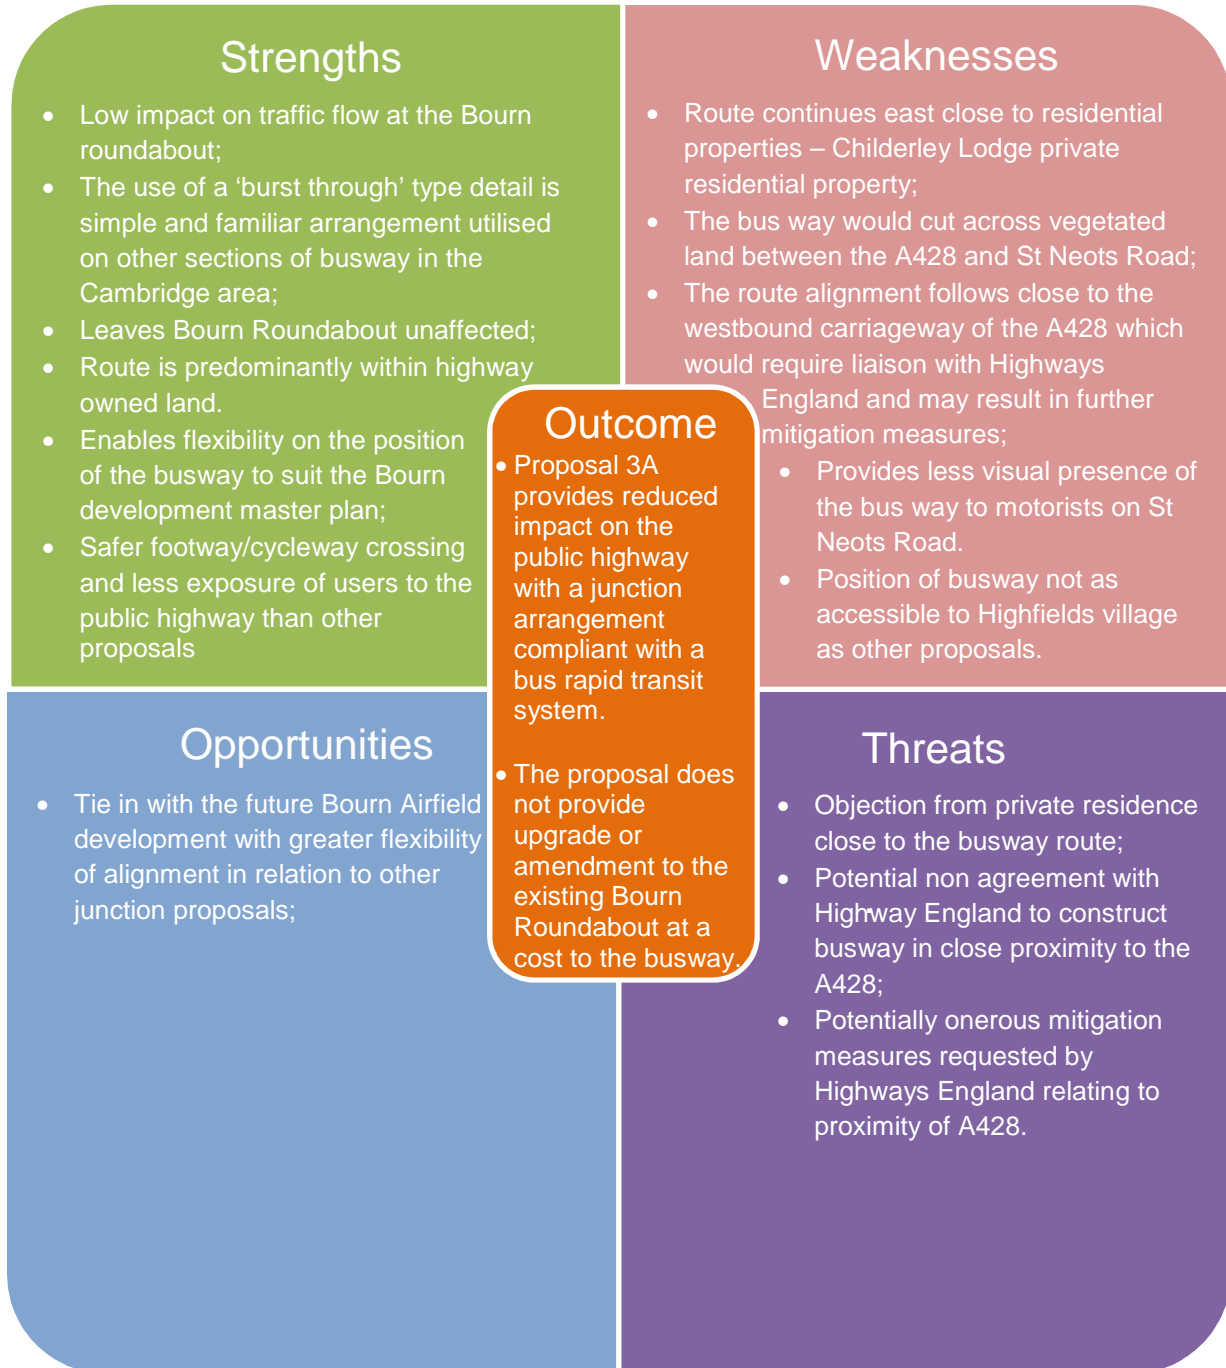 Strengths
• Low impact on traffic flow at the Bourn
roundabout;
• The use of a ‘burst through’ type detail is
simple and familiar arrangement utilised
on other sections of busway in the
Cambridge area;
• Leaves Bourn Roundabout unaffected;
• Route is predominantly within highway
owned land.
• Enables flexibility on the position
of the busway to suit the Bourn
development master plan;
• Safer footway/cycleway crossing
and less exposure of users to the
public highway than other
proposals
Weaknesses
• Route continues east close to residential
properties – Childerley Lodge private
residential property;
• The bus way would cut across vegetated
land between the A428 and St Neots Road;
• The route alignment follows close to the
westbound carriageway of the A428 which
would require liaison with Highways
England and may result in further
mitigation measures;
• Provides less visual presence of
the bus way to motorists on St
Neots Road.
• Position of busway not as
accessible to Highfields village
as other proposals.
Outcome
• Proposal 3A
provides reduced
impact on the
public highway
with a junction
arrangement
compliant with a
bus rapid transit
system.
• The proposal does
not provide
upgrade or
amendment to the
existing Bourn
Roundabout at a
cost to the busway.
Opportunities
• Tie in with the future Bourn Airfield
development with greater flexibility
of alignment in relation to other
junction proposals;
Threats
• Objection from private residence
close to the busway route;
• Potential non agreement with
Highway England to construct
busway in close proximity to the
A428;
• Potentially onerous mitigation
measures requested by
Highways England relating to
proximity of A428.